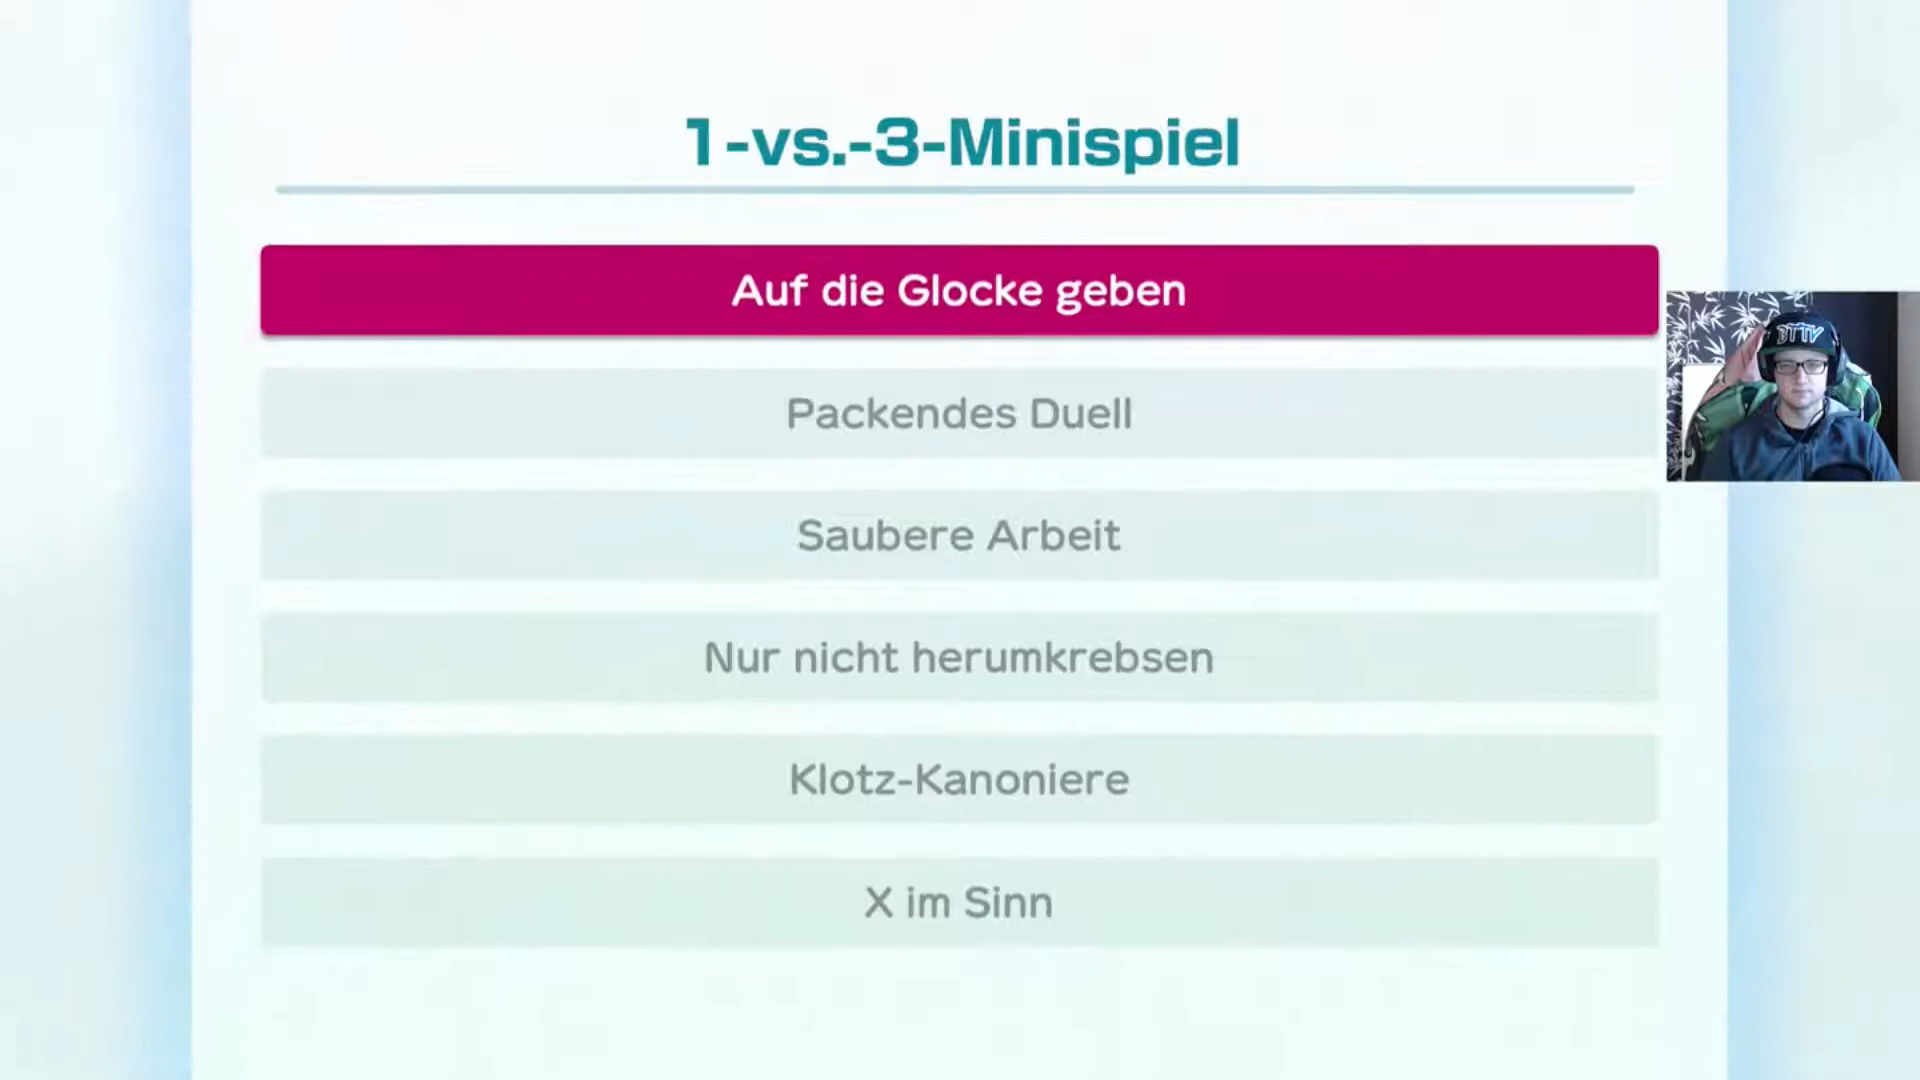 1-vs.-3-Minispiel
Auf die Glocke geben
Packendes Duell
DTTV
Saubere Arbeit
Nur nicht herumkrebsen
Klotz-Kanoniere
X im Sinn